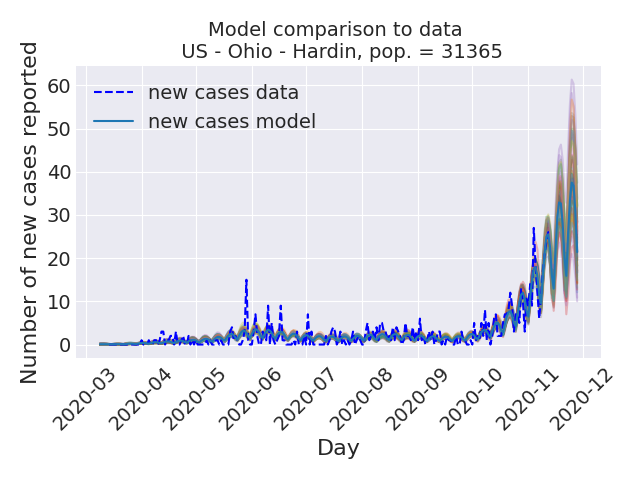 Model comparison to data
US - Ohio - Hardin, pop. = 31365
Number of new cases reported
60
50
40
30
20
10
0
new cases data
new cases model
2020-03
2020-04
2020-05
2020-06
2020-07
2020-08
2020-09
2020-10
2020-11
2020-12
Day